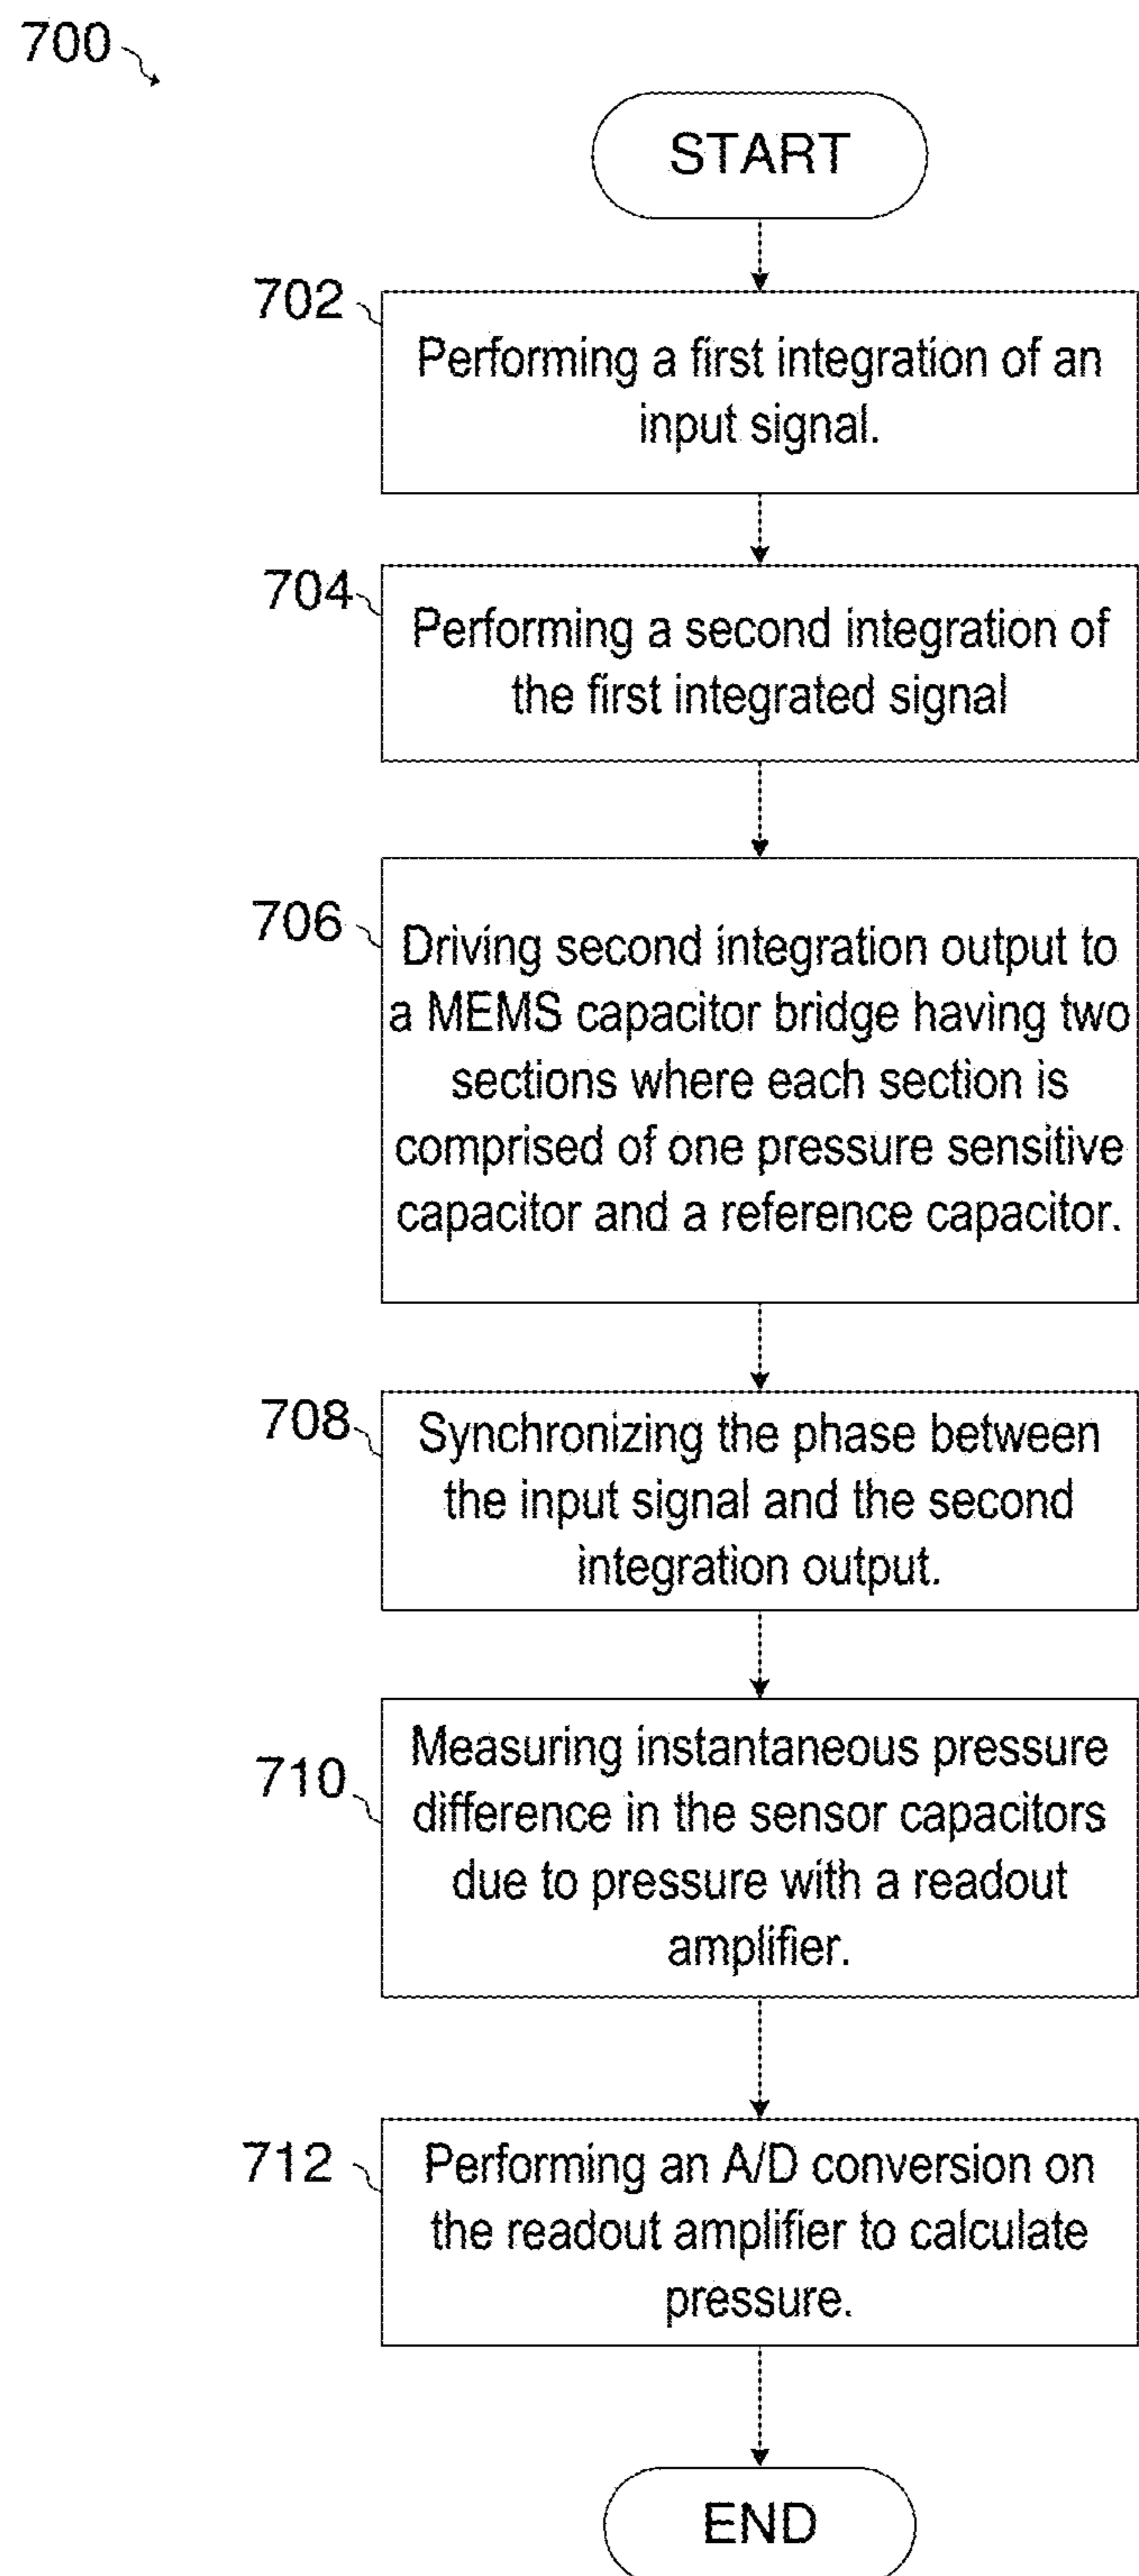 700
START
702
Performing a first integration of an
input signal.
704
Performing a second integration of
the first integrated signal
706
Driving second integration output to
a MEMS capacitor bridge having two
sections where each section is
comprised of one pressure sensitive
capacitor and a reference capacitor.
708
Synchronizing the phase between
the input signal and the second
integration output.
710
Measuring instantaneous pressure
difference in the sensor capacitors
due to pressure with a readout
amplifier.
712
Performing an A/D conversion on
the readout amplifier to calculate
pressure.
END